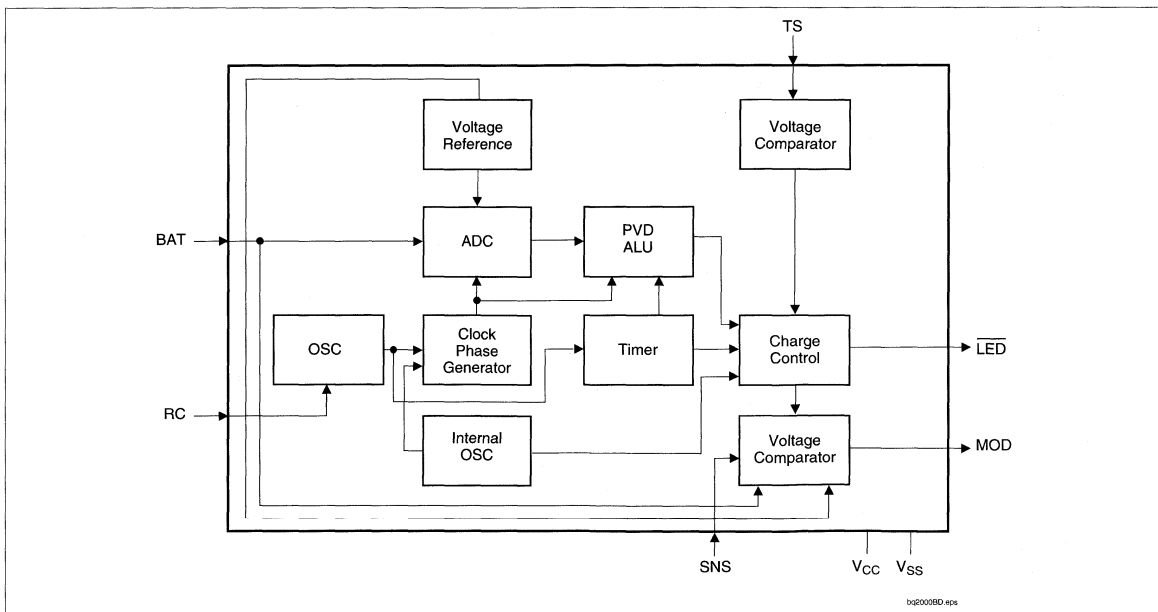 TS
Voltage
Reference
Voltage
Comparator
BAT
ADC
PVD
ALU
OSC
Clock
Phase
Generator
Timer
Charge
Control
LED
RC
Internal
OSC
Voltage
Comparator
MOD
SNS
VCC
VSS
bq2000BD.eps